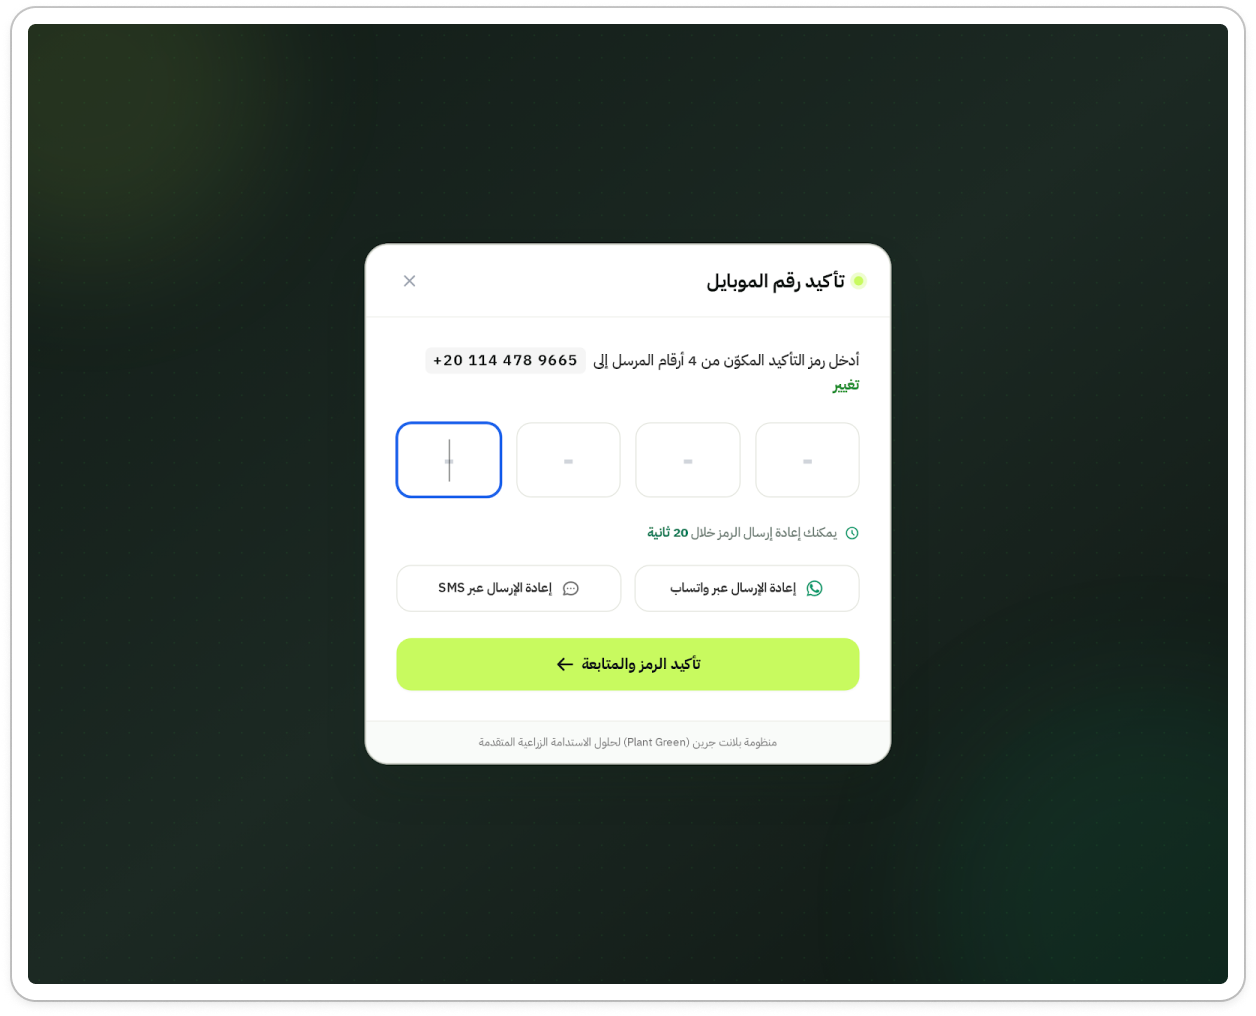 تأكيد رقم الموبايل
أدخل رمز التأكيد المكوّن من 4 أرقام المرسل إلى +20 114 478 9665
تغيير
- - - -
يمكنك إعادة إرسال الرمز خلال 20 ثانية
إعادة الإرسال عبر واتساب
إعادة الإرسال عبر SMS
تأكيد الرمز والمتابعة ←
منظومة بلانت جرين (Plant Green) لحلول الاستدامة الزراعية المتقدمة